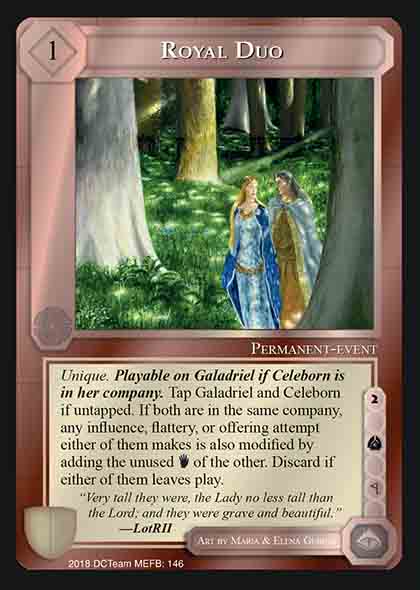 1
ROYAL DUO
PERMANENT-EVENT
Unique. Playable on Galadriel if Celeborn is
in her company. Tap Galadriel and Celeborn
if untapped. If both are in the same company,
any influence, flattery, or offering attempt
either of them makes is also modified by
adding the unused of the other. Discard if
either of them leaves play.
“Very tall they were, the Lady no less tall than
the Lord; and they were grave and beautiful.”
—LotRII
2
ART BY MARIA & ELENA
2018 DCTeam MEFB: 146